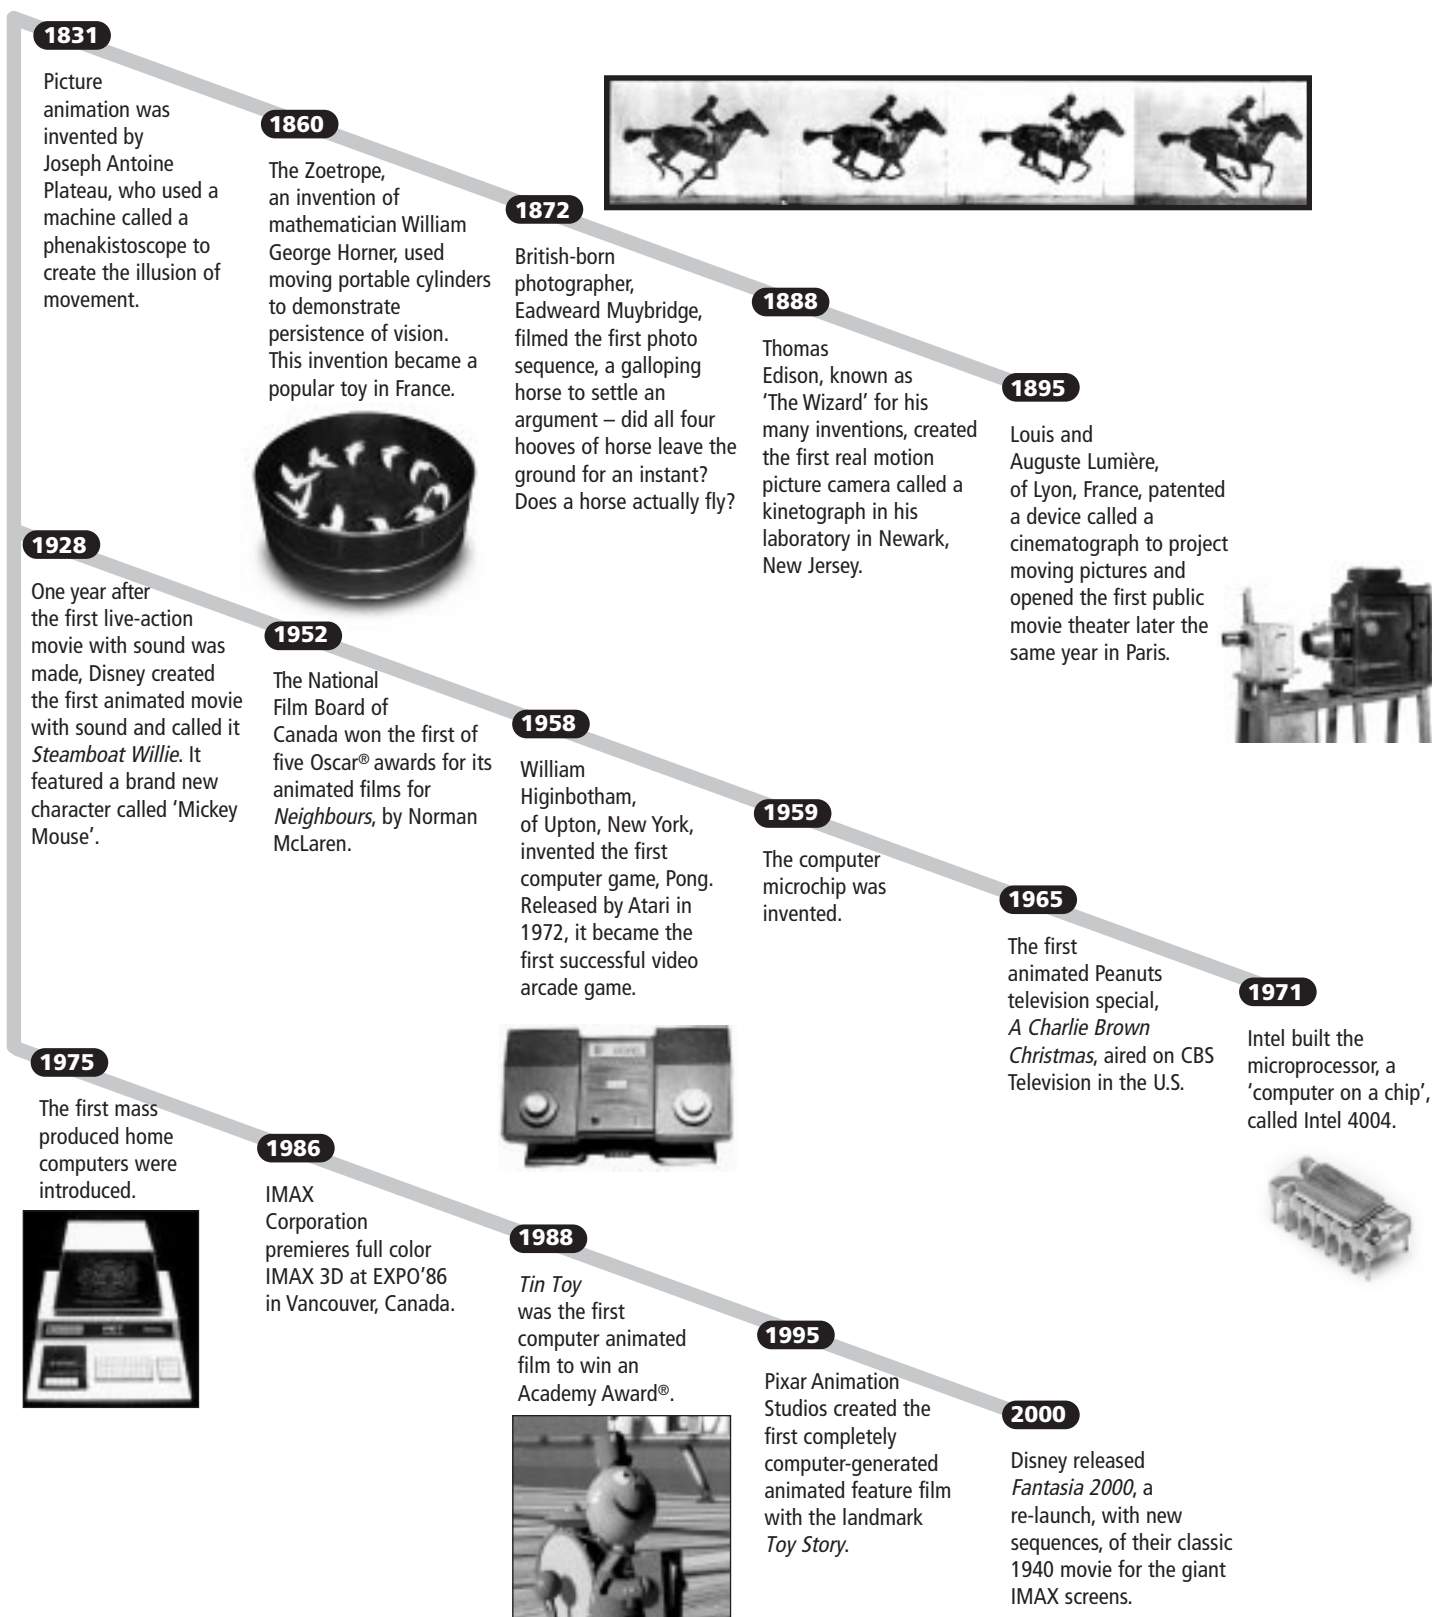 1831
Picture
animation was
invented by
Joseph Antoine
Plateau, who used a
machine called a
phenakistoscope to
create the illusion of
movement.
1860
The Zoetrope,
an invention of
mathematician William
George Horner, used
moving portable cylinders
to demonstrate
persistence of vision.
This invention became a
popular toy in France.
1872
British-born
photographer,
Eadweard Muybridge,
filmed the first photo
sequence, a galloping
horse to settle an
argument – did all four
hooves of horse leave the
ground for an instant?
Does a horse actually fly?
1888
Thomas
Edison, known as
‘The Wizard’ for his
many inventions, created
the first real motion
picture camera called a
kinetograph in his
laboratory in Newark,
New Jersey.
1895
Louis and
Auguste Lumière,
of Lyon, France, patented
a device called a
cinematograph to project
moving pictures and
opened the first public
movie theater later the
same year in Paris.
1928
One year after
the first live-action
movie with sound was
made, Disney created
the first animated movie
with sound and called it
Steamboat Willie. It
featured a brand new
character called ‘Mickey
Mouse’.
1952
The National
Film Board of
Canada won the first of
five Oscar® awards for its
animated films for
Neighbours, by Norman
McLaren.
1958
William
Higinbotham,
of Upton, New York,
invented the first
computer game, Pong.
Released by Atari in
1972, it became the
first successful video
arcade game.
1959
The computer
microchip was
invented.
1965
The first
animated Peanuts
television special,
A Charlie Brown
Christmas, aired on CBS
Television in the U.S.
1971
Intel built the
microprocessor, a
‘computer on a chip’,
called Intel 4004.
1975
The first mass
produced home
computers were
introduced.
1986
IMAX
Corporation
premieres full color
IMAX 3D at EXPO’86
in Vancouver, Canada.
1988
Tin Toy
was the first
computer animated
film to win an
Academy Award®.
1995
Pixar Animation
Studios created the
first completely
computer-generated
animated feature film
with the landmark
Toy Story.
2000
Disney released
Fantasia 2000, a
re-launch, with new
sequences, of their classic
1940 movie for the giant
IMAX screens.